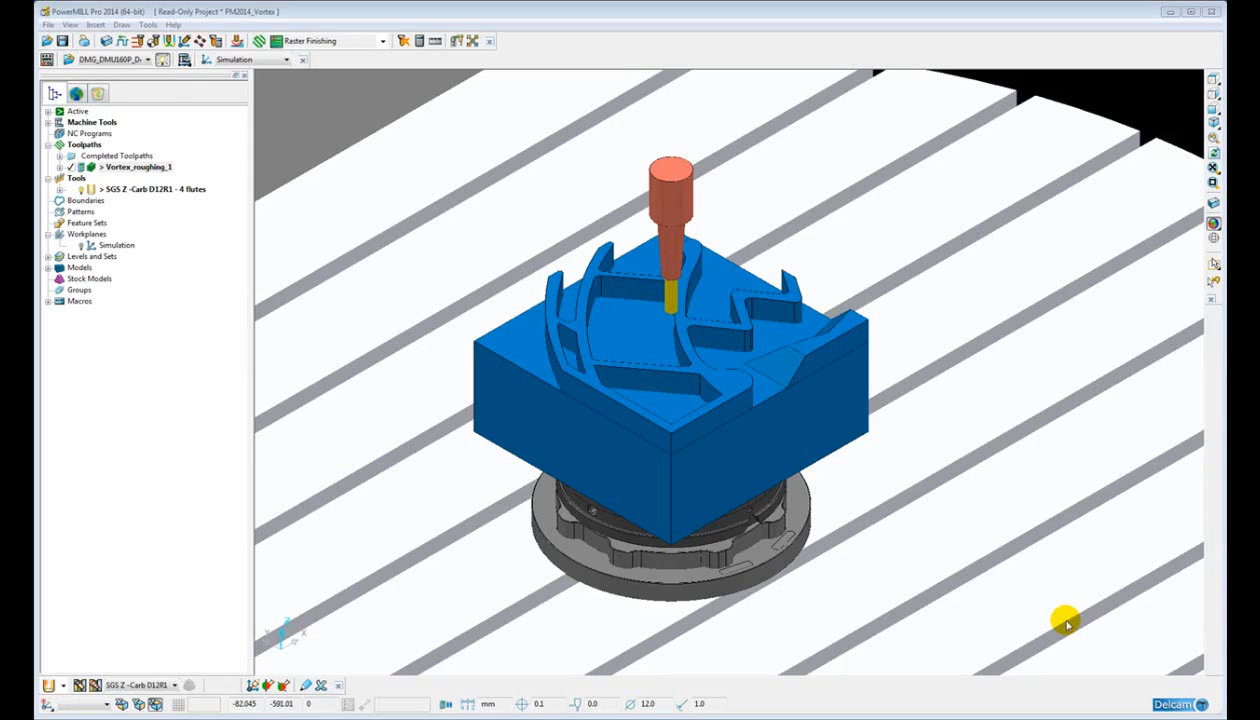 PowerMILL Pro 2014 (64-bit) [ Read-Only Project * PM2014_Vortex ]
File View Insert Draw Tools Help
Raster Finishing
DMG_DMU160P_D Simulation
Active
Machine Tools
NC Programs
Toolpaths
Completed Toolpaths
> Vortex_roughing_1
Tools
> SGS Z -Carb D12R1 - 4 flutes
Boundaries
Patterns
Feature Sets
Workplanes
Simulation
Levels and Sets
Models
Stock Models
Groups
Macros
SGS Z -Carb D12R1
-82.045 -591.01 0 mm 0.1 0.0 12.0 1.0
Delcam